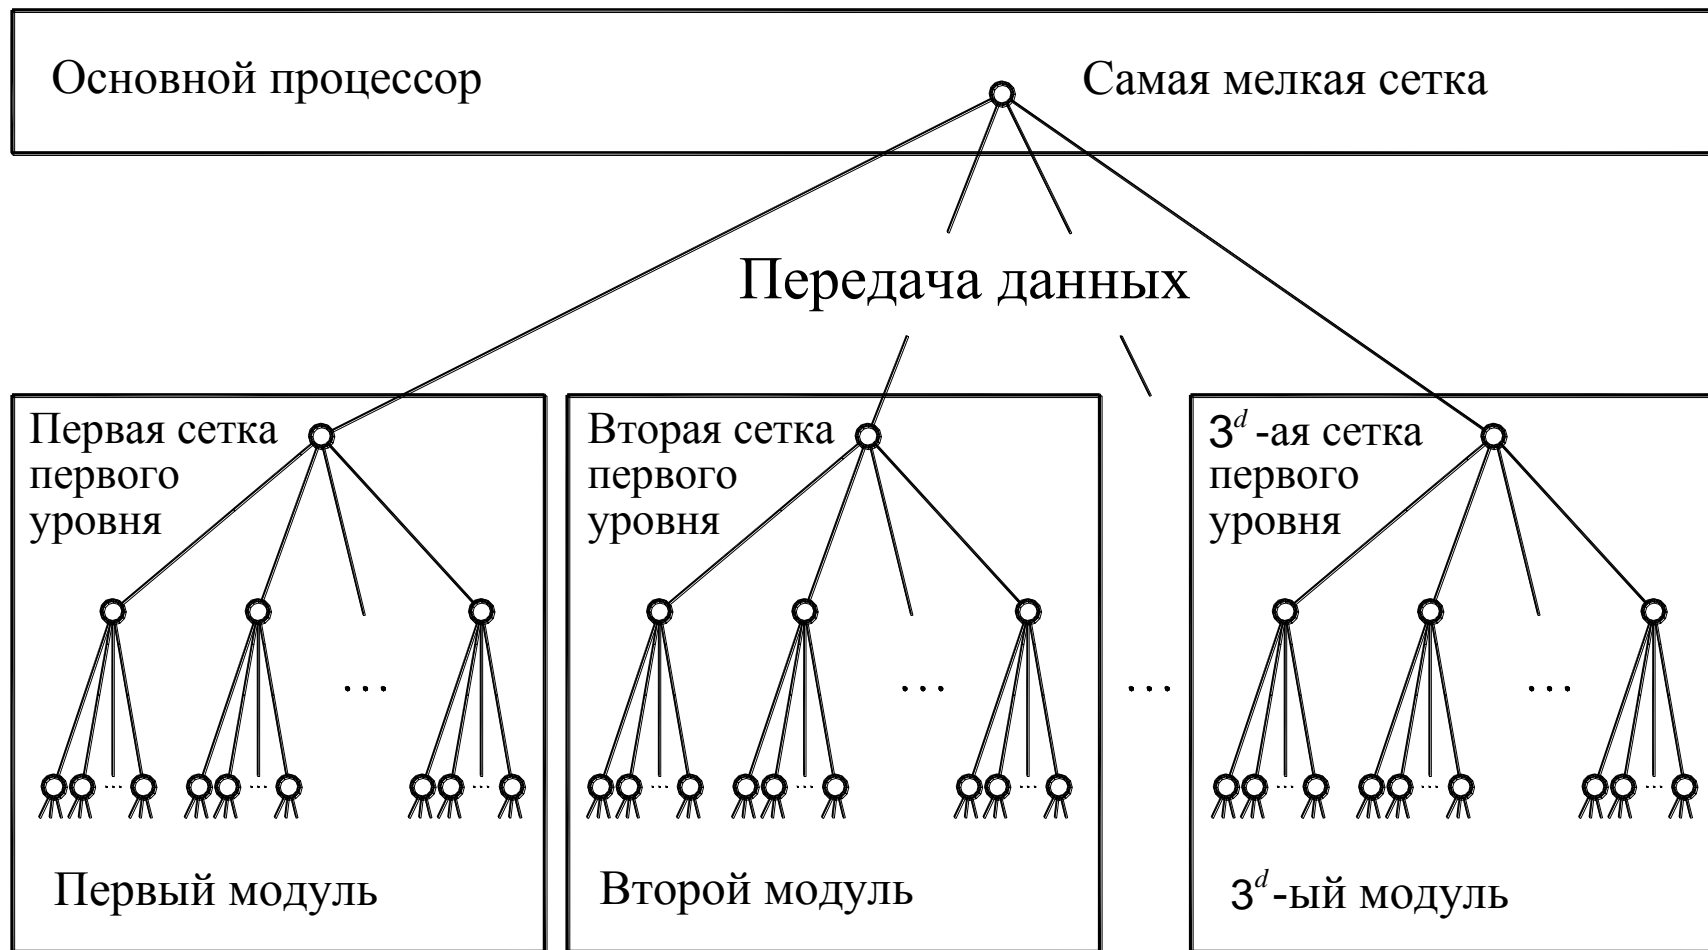 Основной процессор
Самая мелкая сетка
Передача данных
Первая сетка
первого
уровня
Вторая сетка
первого
уровня
3^d-ая сетка
первого
уровня
...
...
...
...
... ... ...
... ... ...
... ... ...
Первый модуль
Второй модуль
3^d-ый модуль